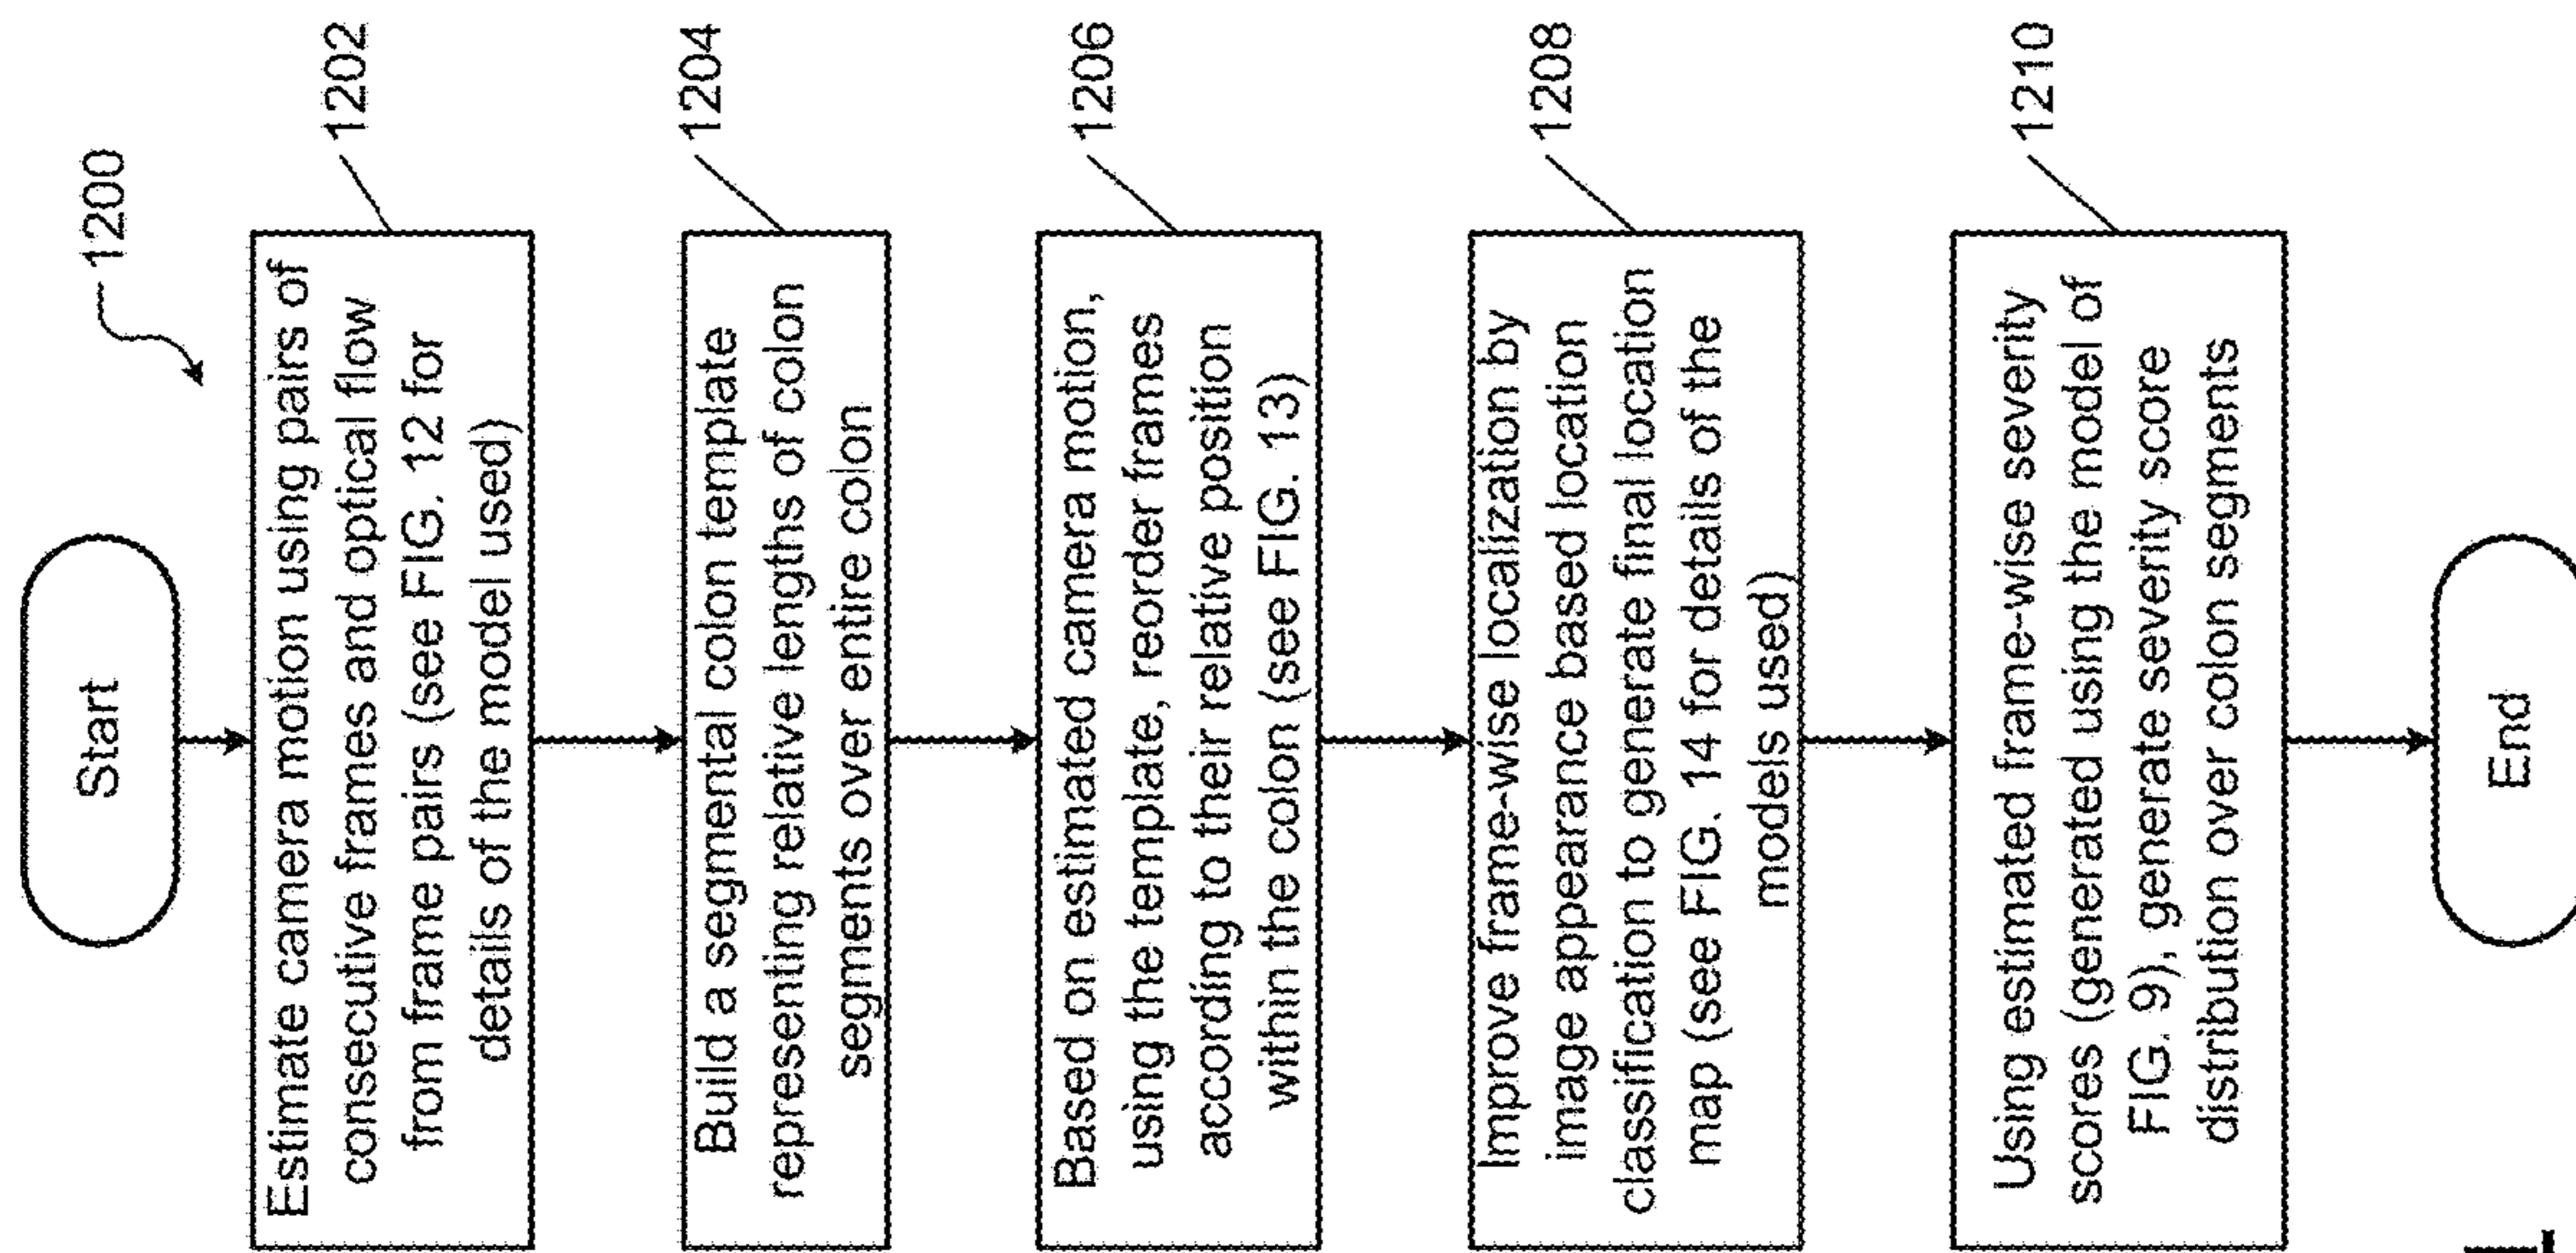 1200
Start
Estimate camera motion using pairs of
consecutive frames and optical flow
from frame pairs (see FIG. 12 for
details of the model used)
1202
Build a segmental colon template
representing relative lengths of colon
segments over entire colon
1204
Based on estimated camera motion,
using the template, reorder frames
according to their relative position
within the colon (see FIG. 13)
1206
Improve frame-wise localization by
image appearance based location
classification to generate final location
map (see FIG. 14 for details of the
models used)
1208
Using estimated frame-wise severity
scores (generated using the model of
FIG. 9), generate severity score
distribution over colon segments
1210
End